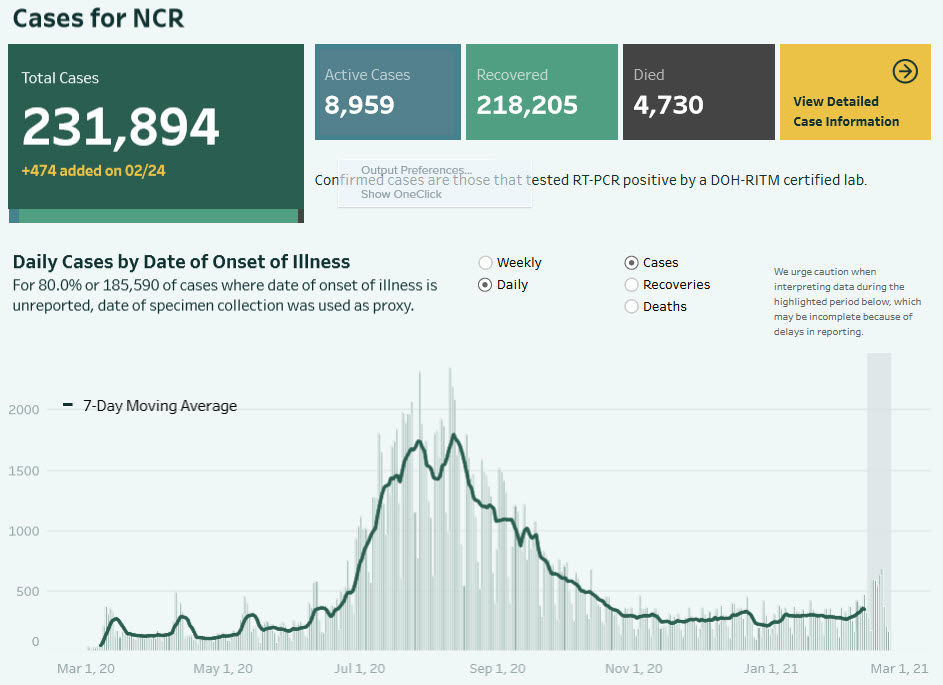 Cases for NCR
Total Cases
231,894
+474 added on 02/24
Active Cases
8,959
Recovered
218,205
Died
4,730
View Detailed
Case Information
Output Preferences...
Show OneClick
Confirmed cases are those that tested RT-PCR positive by a DOH-RITM certified lab.
Daily Cases by Date of Onset of Illness
For 80.0% or 185,590 of cases where date of onset of illness is
unreported, date of specimen collection was used as proxy.
Weekly
Daily
Cases
Recoveries
Deaths
We urge caution when
interpreting data during the
highlighted period below, which
may be incomplete because of
delays in reporting.
7-Day Moving Average
2000
1500
1000
500
0
Mar 1, 20
May 1, 20
Jul 1, 20
Sep 1, 20
Nov 1, 20
Jan 1, 21
Mar 1, 21